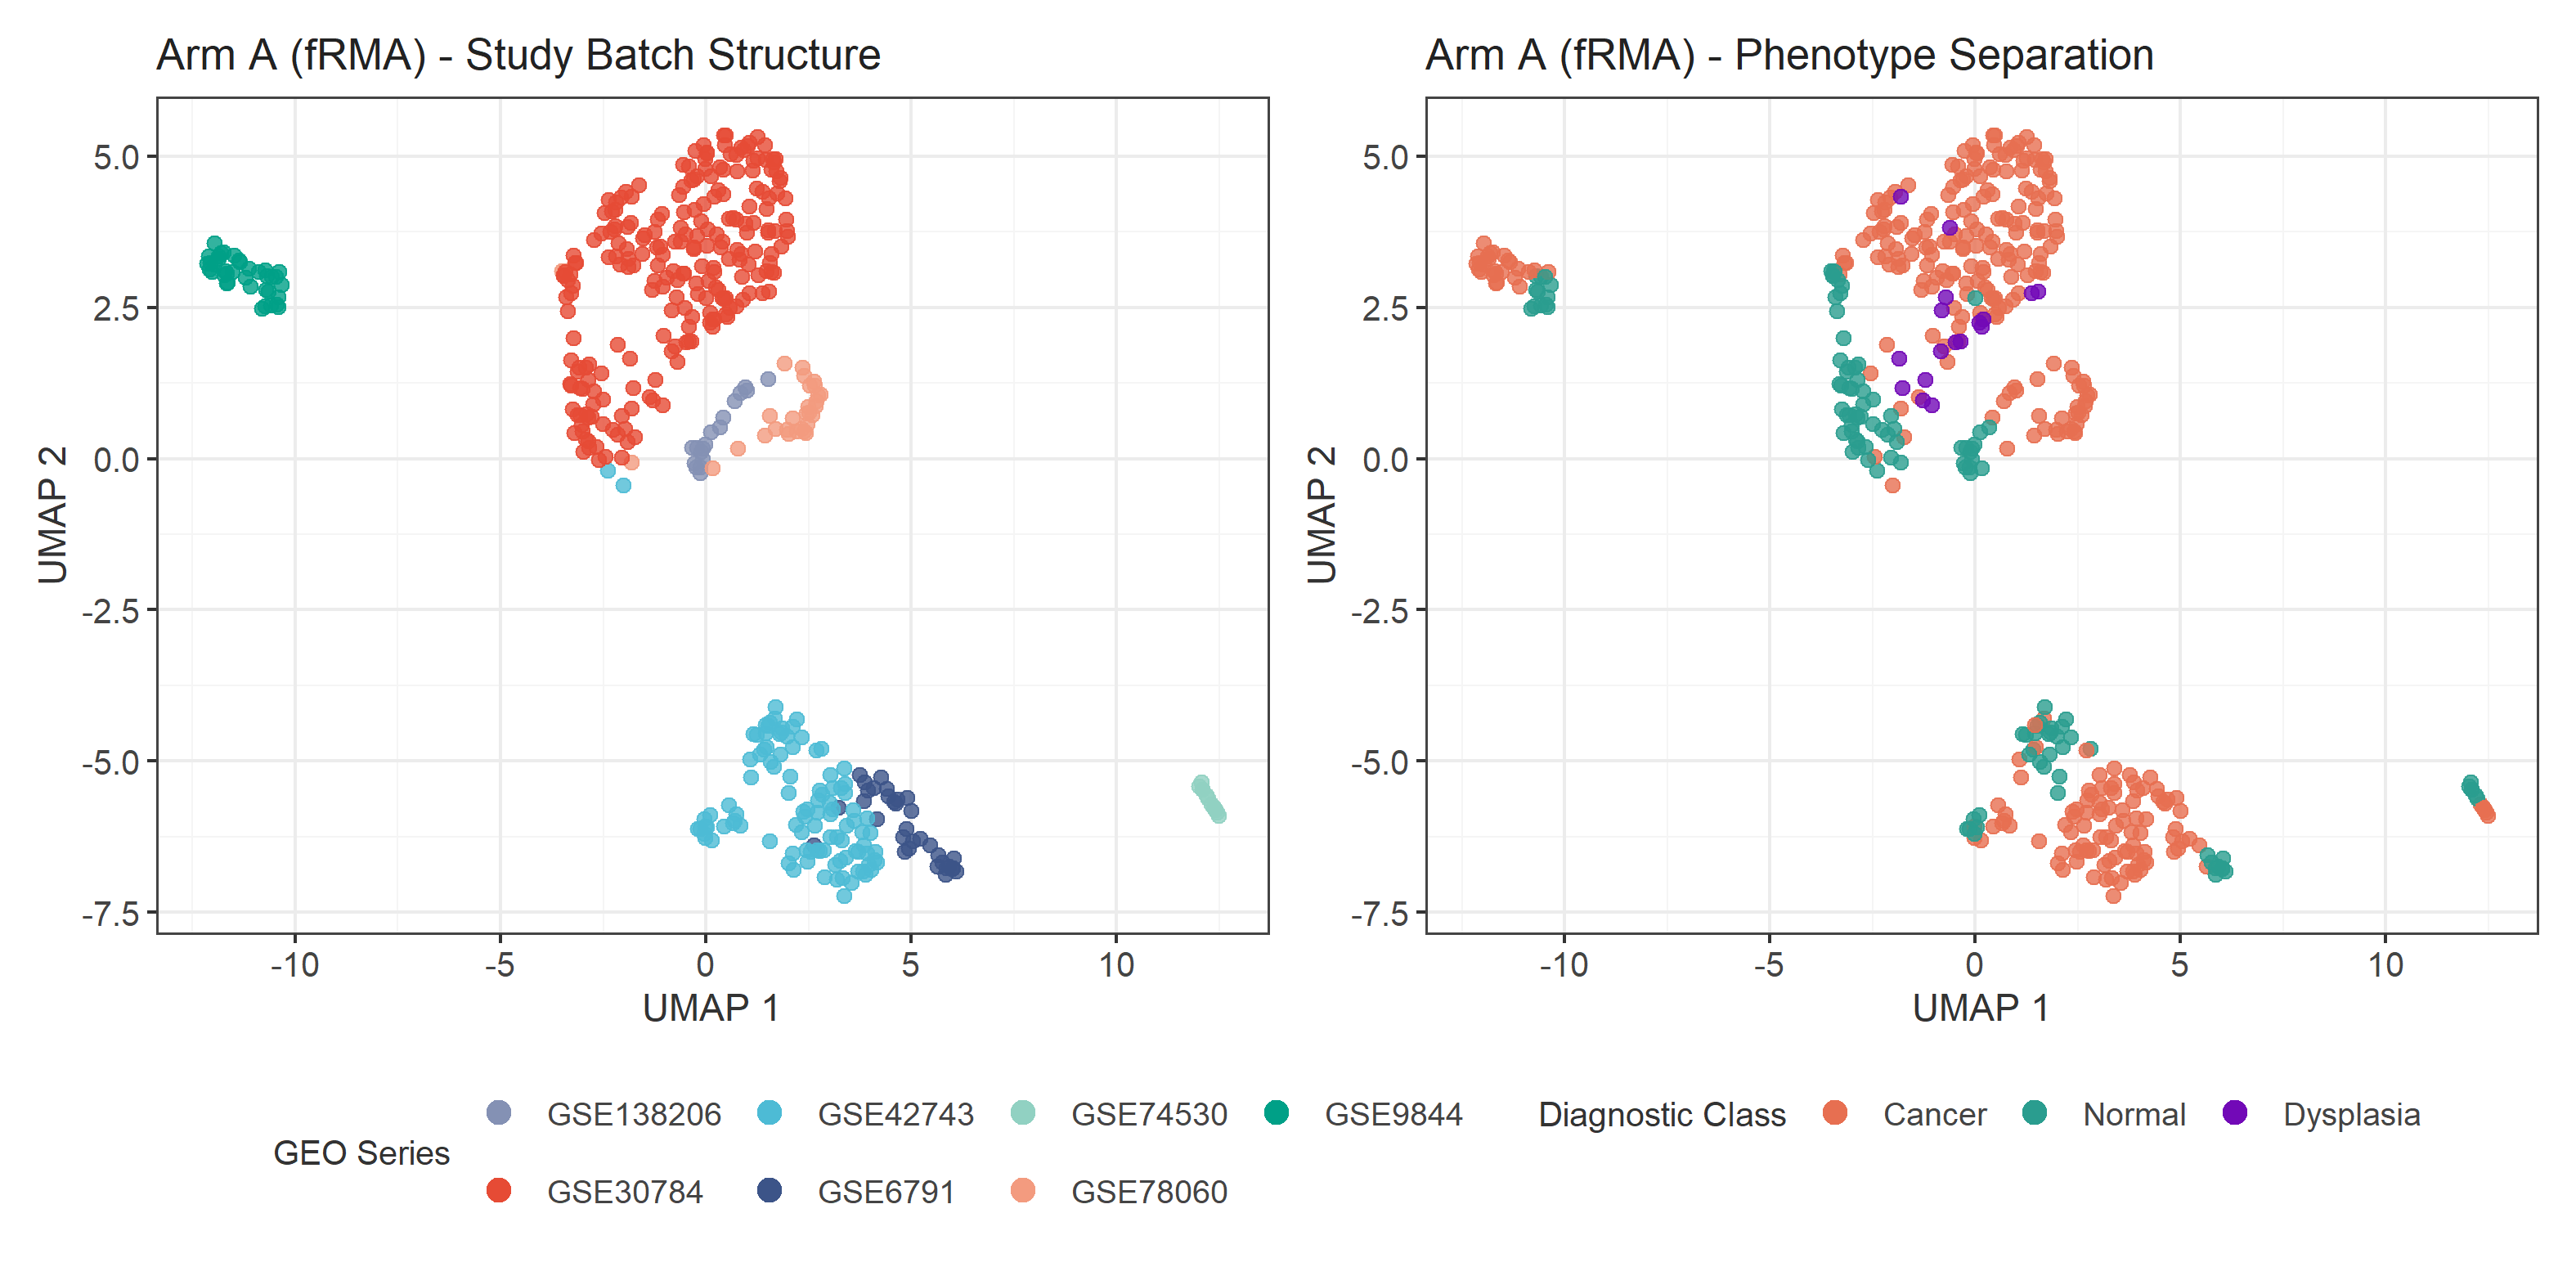 Arm A (fRMA) - Study Batch Structure
5.0
2.5
0.0
-2.5
-5.0
-7.5
UMAP 2
-10 -5 0 5 10
UMAP 1
Arm A (fRMA) - Phenotype Separation
5.0
2.5
0.0
-2.5
-5.0
-7.5
UMAP 2
-10 -5 0 5 10
UMAP 1
GEO Series
GSE138206 GSE42743 GSE74530 GSE9844
GSE30784 GSE6791 GSE78060
Diagnostic Class Cancer Normal Dysplasia